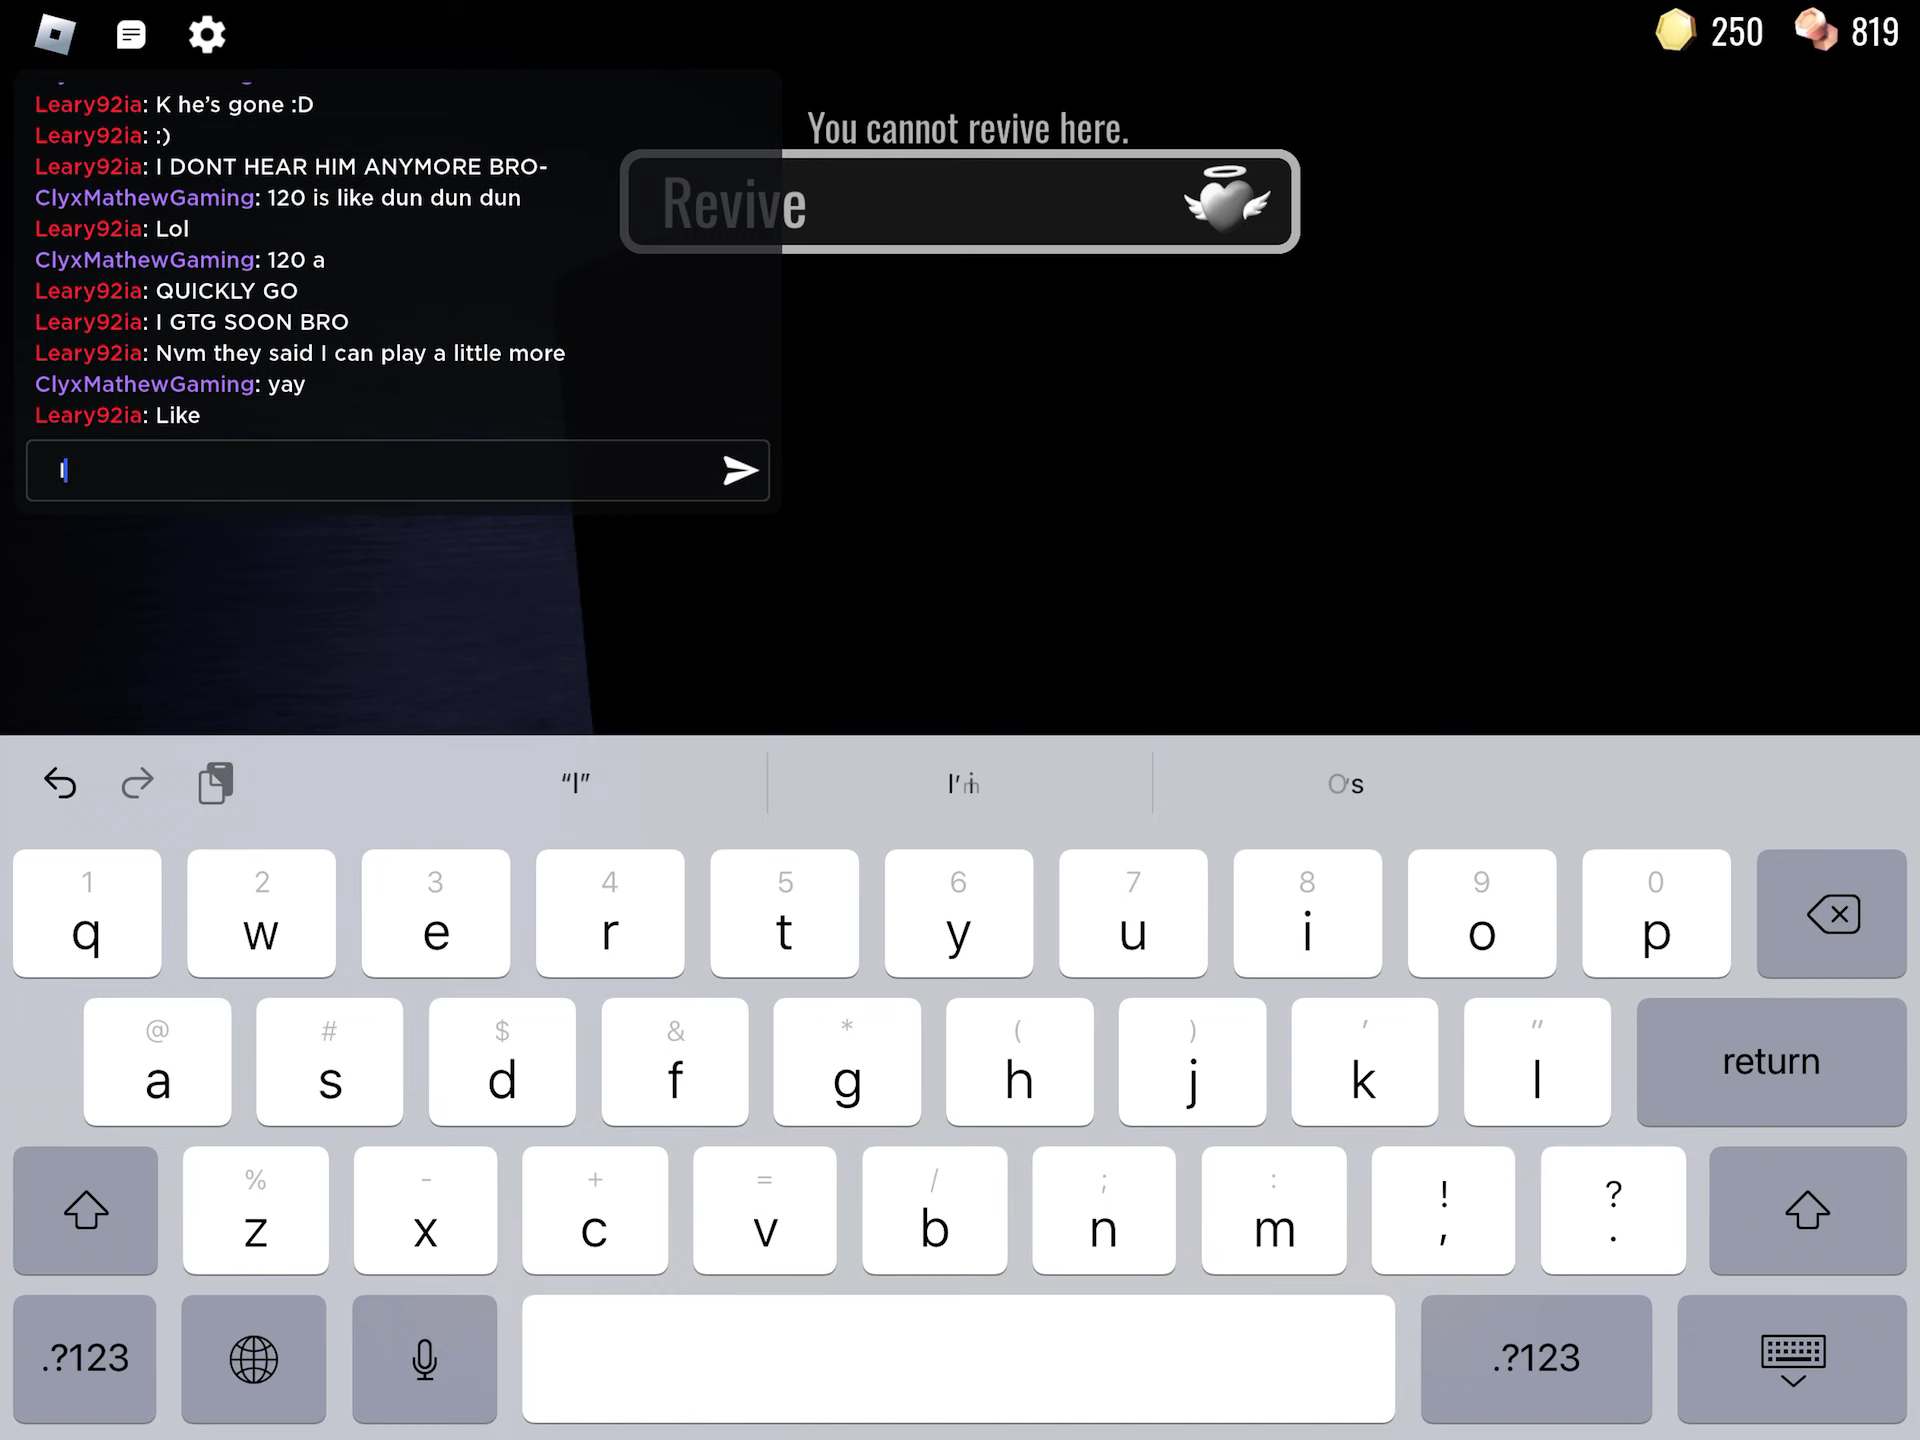 250
819
Leary92ia: K he’s gone :D
Leary92ia: :)
Leary92ia: I DONT HEAR HIM ANYMORE BRO-
ClyxMathewGaming: 120 is like dun dun dun
Leary92ia: Lol
ClyxMathewGaming: 120 a
Leary92ia: QUICKLY GO
Leary92ia: I GTG SOON BRO
Leary92ia: Nvm they said I can play a little more
ClyxMathewGaming: yay
Leary92ia: Like
I
You cannot revive here.
Revive
“I”
1 2 3 4 5 6 7 8 9 0
q w e r t y u i o p
@ # $ & * ( ) ' "
a s d f g h j k l return
% - + = / ; : ! ?
z x c v b n m , .
.?123 .?123